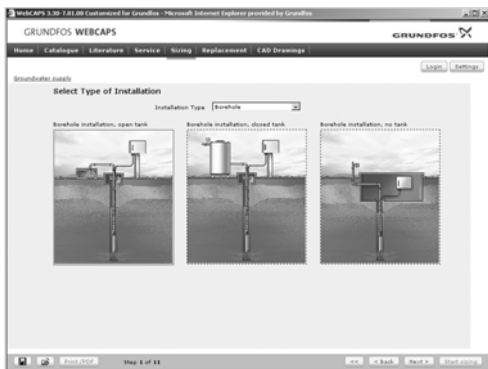 WebCAPS 3.30-7.01.00 Customized for Grundfos - Microsoft Internet Explorer provided by Grundfos
GRUNDFOS WEBCAPS
GRUNDFOS
Home Catalogue Literature Service Sizing Replacement CAD Drawings
Login Settings
Groundwater supply
Select Type of Installation
Installation Type Borehole
Borehole installation, open tank Borehole installation, closed tank Borehole installation, no tank
Print/PDF Step 1 of 11 << < Back Next > Start sizing